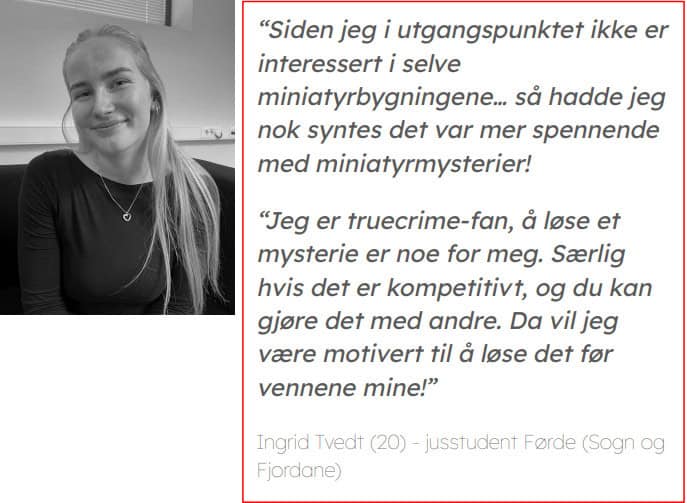 “Siden jeg i utgangspunktet ikke er
interessert i selve
miniatyrbygningene... så hadde jeg
nok syntes det var mer spennende
med miniatyrmysterier!
“Jeg er truecrime-fan, å løse et
mysterie er noe for meg. Særlig
hvis det er kompetitivt, og du kan
gjøre det med andre. Da vil jeg
være motivert til å løse det før
vennene mine!”
Ingrid Tvedt (20) - jusstudent Førde (Sogn og
Fjordane)